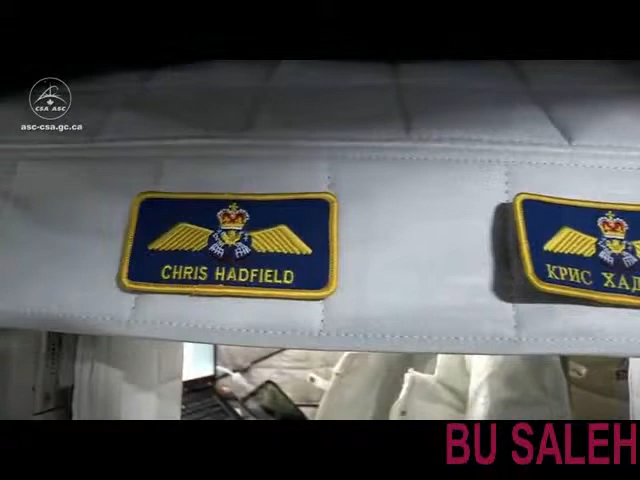 CSA ASC
asc-csa.gc.ca
CHRIS HADFIELD
КРИС ХАД
BU SALEH